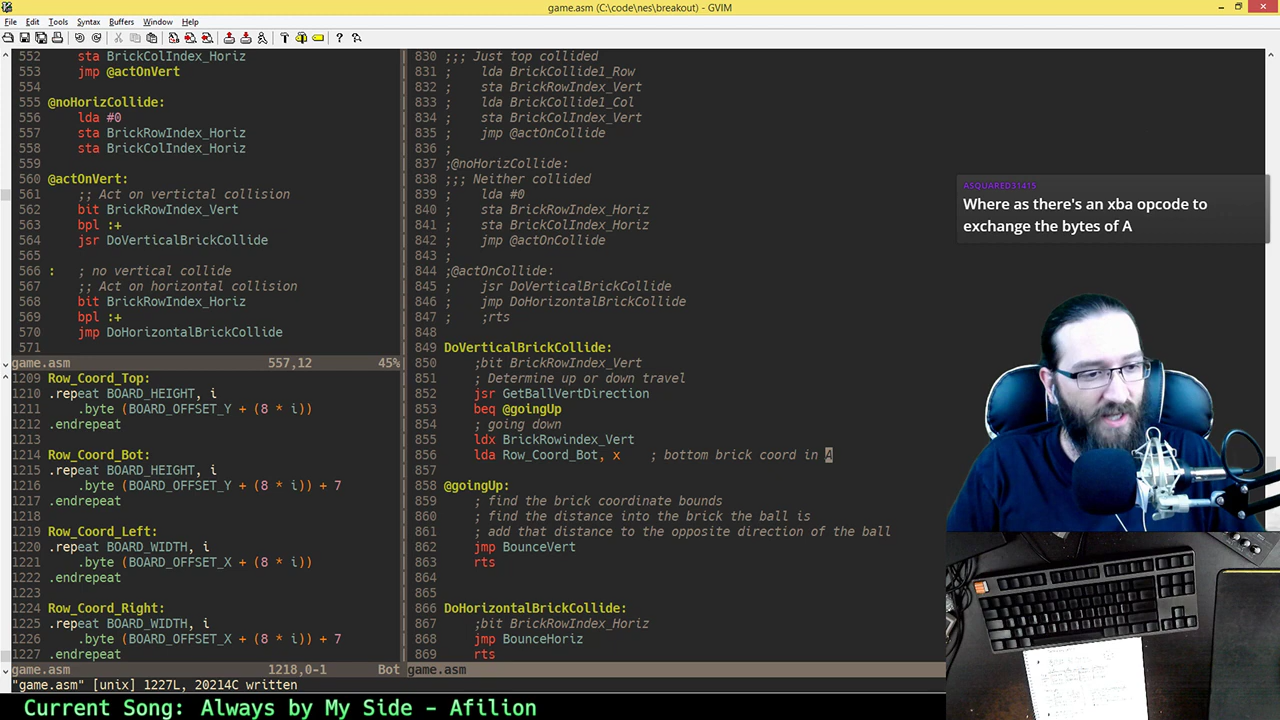 game.asm (C:\code\nes\breakout) - GVIM
File Edit Tools Syntax Buffers Window Help
552 sta BrickColIndex_Horiz
553 jmp @actOnVert
554
555 @noHorizCollide:
556 lda #0
557 sta BrickRowIndex_Horiz
558 sta BrickColIndex_Horiz
559
560 @actOnVert:
561 ;; Act on vertictal collision
562 bit BrickRowIndex_Vert
563 bpl :+
564 jsr DoVerticalBrickCollide
565
566 : ; no vertical collide
567 ;; Act on horizontal collision
568 bit BrickRowIndex_Horiz
569 bpl :+
570 jmp DoHorizontalBrickCollide
571
game.asm 557,12 45%
1209 Row_Coord_Top:
1210 .repeat BOARD_HEIGHT, i
1211 .byte (BOARD_OFFSET_Y + (8 * i))
1212 .endrepeat
1213
1214 Row_Coord_Bot:
1215 .repeat BOARD_HEIGHT, i
1216 .byte (BOARD_OFFSET_Y + (8 * i)) + 7
1217 .endrepeat
1218
1219 Row_Coord_Left:
1220 .repeat BOARD_WIDTH, i
1221 .byte (BOARD_OFFSET_X + (8 * i))
1222 .endrepeat
1223
1224 Row_Coord_Right:
1225 .repeat BOARD_WIDTH, i
1226 .byte (BOARD_OFFSET_X + (8 * i)) + 7
1227 .endrepeat
game.asm 1218,0-1 Bot
830 ;;; Just top collided
831 ; lda BrickCollide1_Row
832 ; sta BrickRowIndex_Vert
833 ; lda BrickCollide1_Col
834 ; sta BrickColIndex_Vert
835 ; jmp @actOnCollide
836 ;
837 ;@noHorizCollide:
838 ;;; Neither collided
839 ; lda #0
840 ; sta BrickRowIndex_Horiz
841 ; sta BrickColIndex_Horiz
842 ; jmp @actOnCollide
843 ;
844 ;@actOnCollide:
845 ; jsr DoVerticalBrickCollide
846 ; jmp DoHorizontalBrickCollide
847 ; ;rts
848
849 DoVerticalBrickCollide:
850 ;bit BrickRowIndex_Vert
851 ; Determine up or down travel
852 jsr GetBallVertDirection
853 beq @goingUp
854 ; going down
855 ldx BrickRowindex_Vert
856 lda Row_Coord_Bot, x ; bottom brick coord in A
857
858 @goingUp:
859 ; find the brick coordinate bounds
860 ; find the distance into the brick the ball is
861 ; add that distance to the opposite direction of the ball
862 jmp BounceVert
863 rts
864
865
866 DoHorizontalBrickCollide:
867 ;bit BrickRowIndex_Horiz
868 jmp BounceHoriz
869 rts
game.asm
"game.asm" [unix] 1227L, 20214C written
ASQUARED31415
Where as there's an xba opcode to
exchange the bytes of A
Current Song: Always by My Side - Afilion